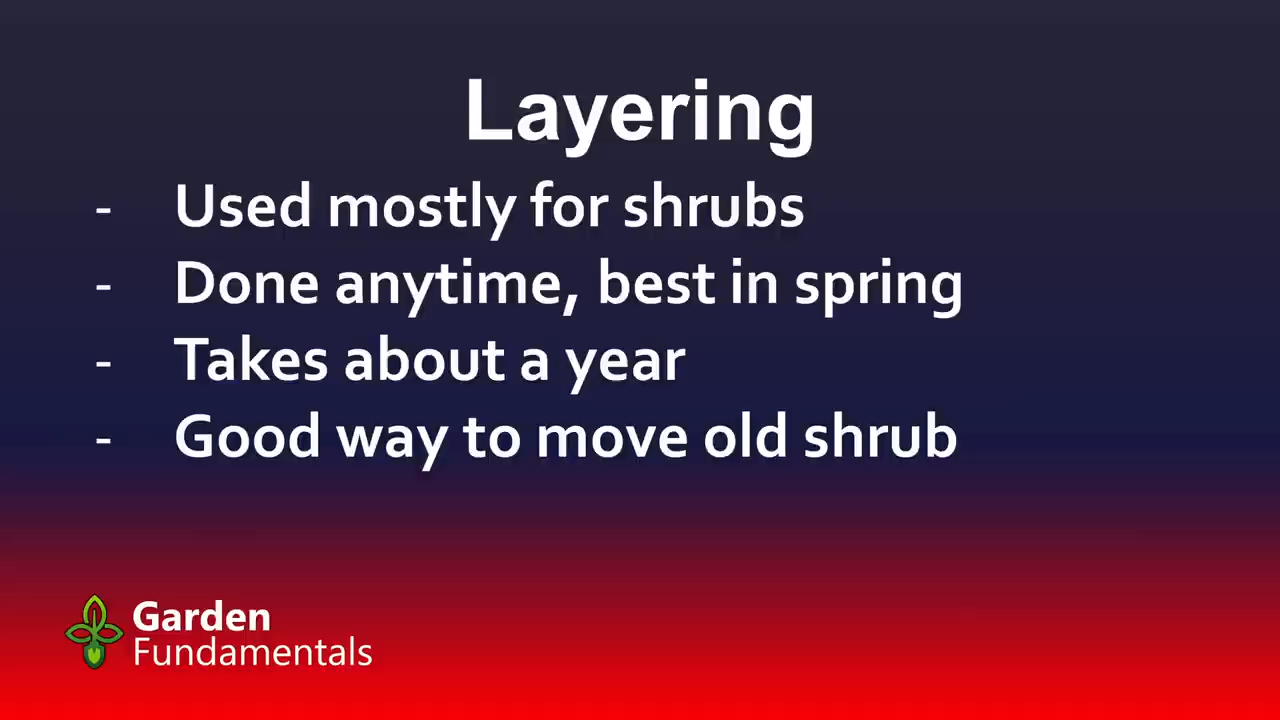 Layering
- Used mostly for shrubs
- Done anytime, best in spring
- Takes about a year
- Good way to move old shrub
Garden
Fundamentals